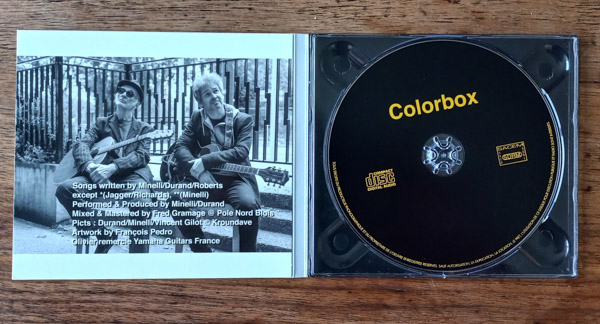 Songs written by Minelli/Durand/Roberts
except *(Jagger/Richards), **(Minelli)
Performed & Produced by Minelli/Durand
Mixed & Mastered by Fred Gramage @ Pole Nord Blois
Picts : Durand/Minelli/Vincent Gilot © Kroundave
Artwork by François Pedro
Olivier remercie Yamaha Guitars France
Colorbox
COMPACT
DISC
DIGITAL AUDIO
SACEM